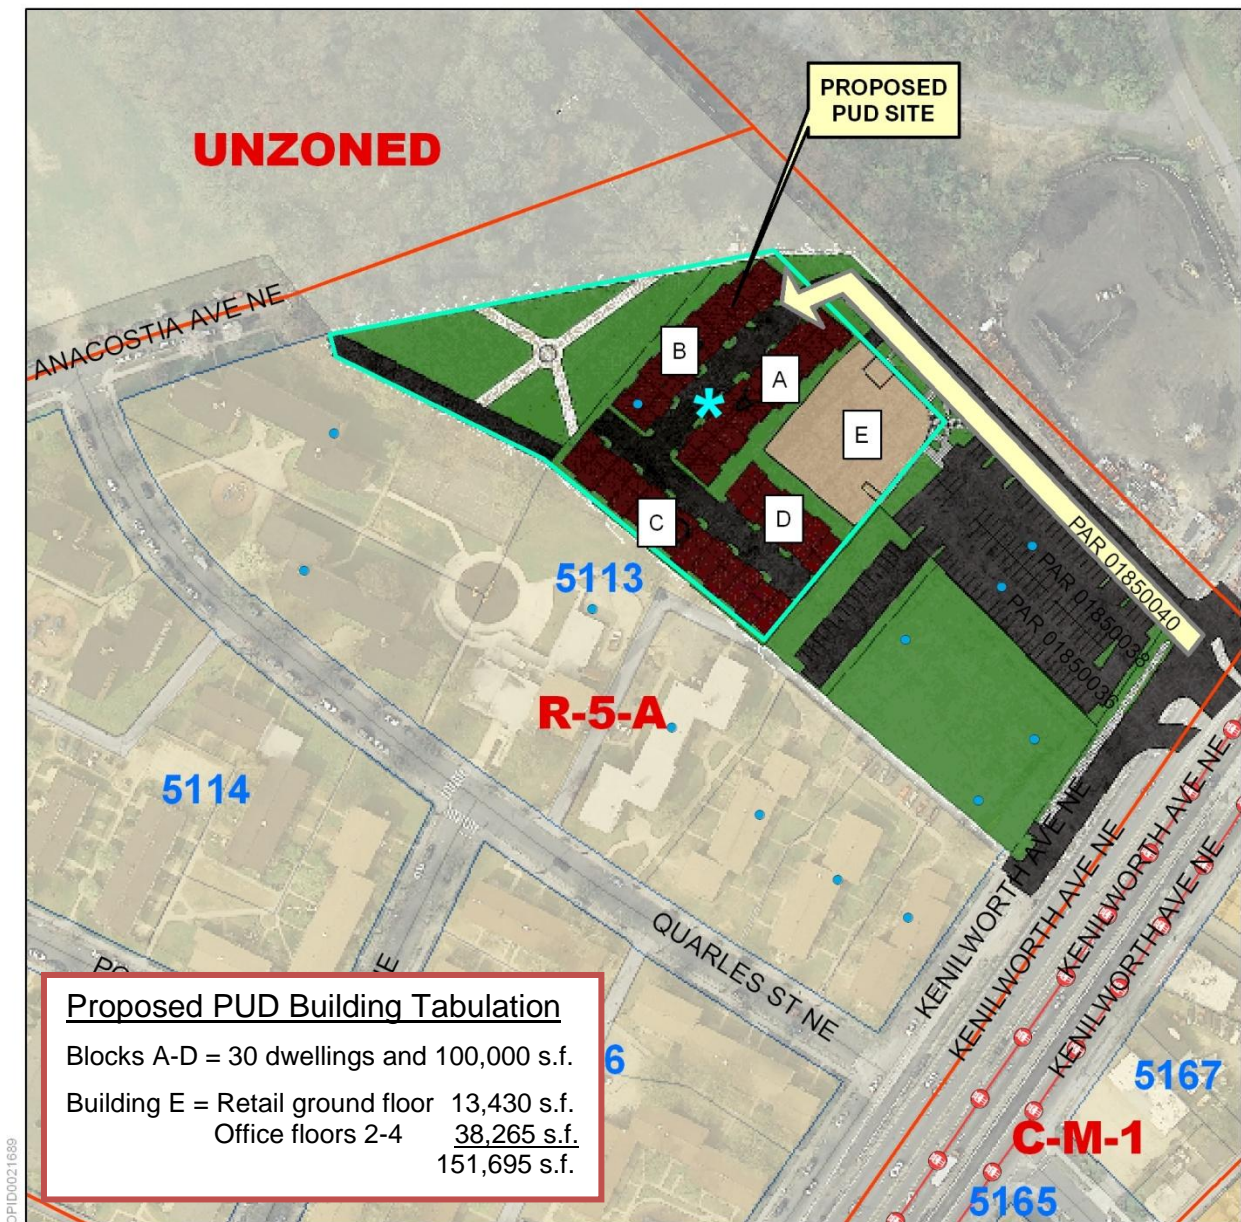 PROPOSED
PUD SITE
UNZONED
ANACOSTIA AVE NE
B
A
E
C
D
5113
PAR 01850040
PAR 01850038
PAR 01850036
R-5-A
5114
QUARLES ST NE
KENILWORTH AVE NE
KENILWORTH AVE NE
KENILWORTH AVE NE
KENILWORTH AVE NE
NE
Proposed PUD Building Tabulation
Blocks A-D = 30 dwellings and 100,000 s.f.
Building E = Retail ground floor 13,430 s.f.
Office floors 2-4 38,265 s.f.
151,695 s.f.
6
5167
C-M-1
5165
OPID0021689